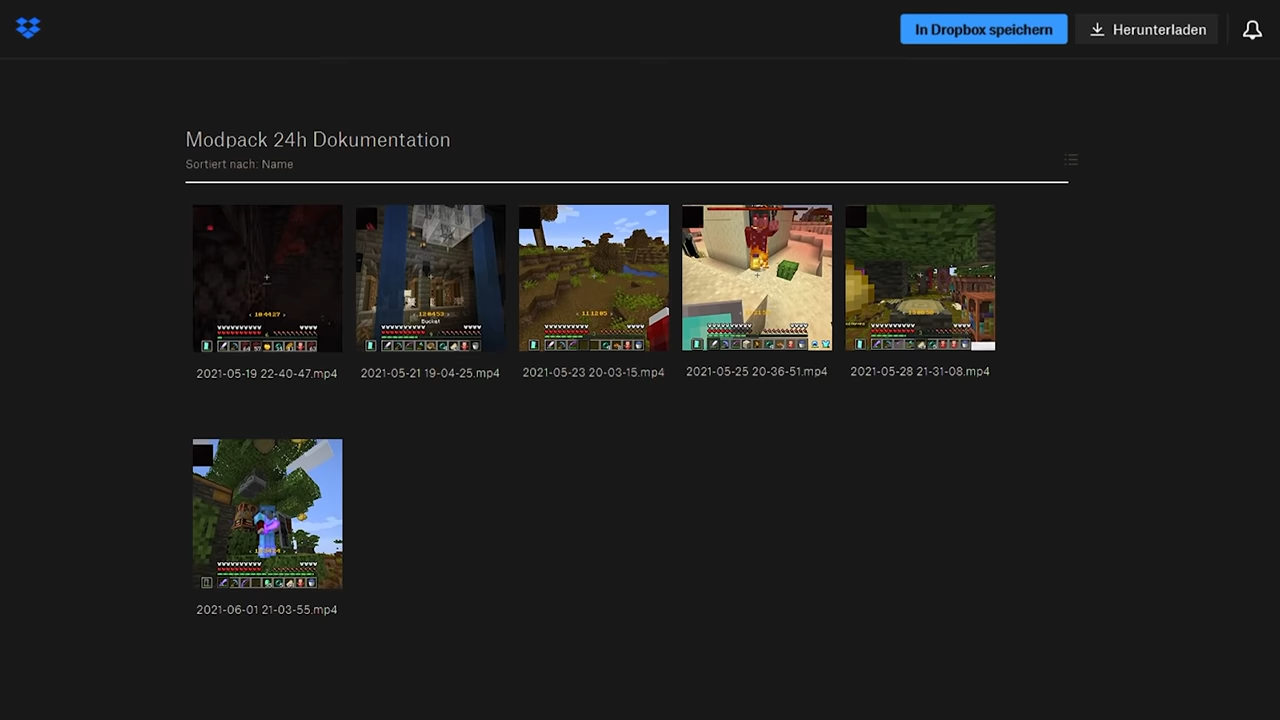 In Dropbox speichern
Herunterladen
Modpack 24h Dokumentation
Sortiert nach: Name
2021-05-19 22-40-47.mp4
2021-05-21 19-04-25.mp4
2021-05-23 20-03-15.mp4
2021-05-25 20-36-51.mp4
2021-05-28 21-31-08.mp4
2021-06-01 21-03-55.mp4